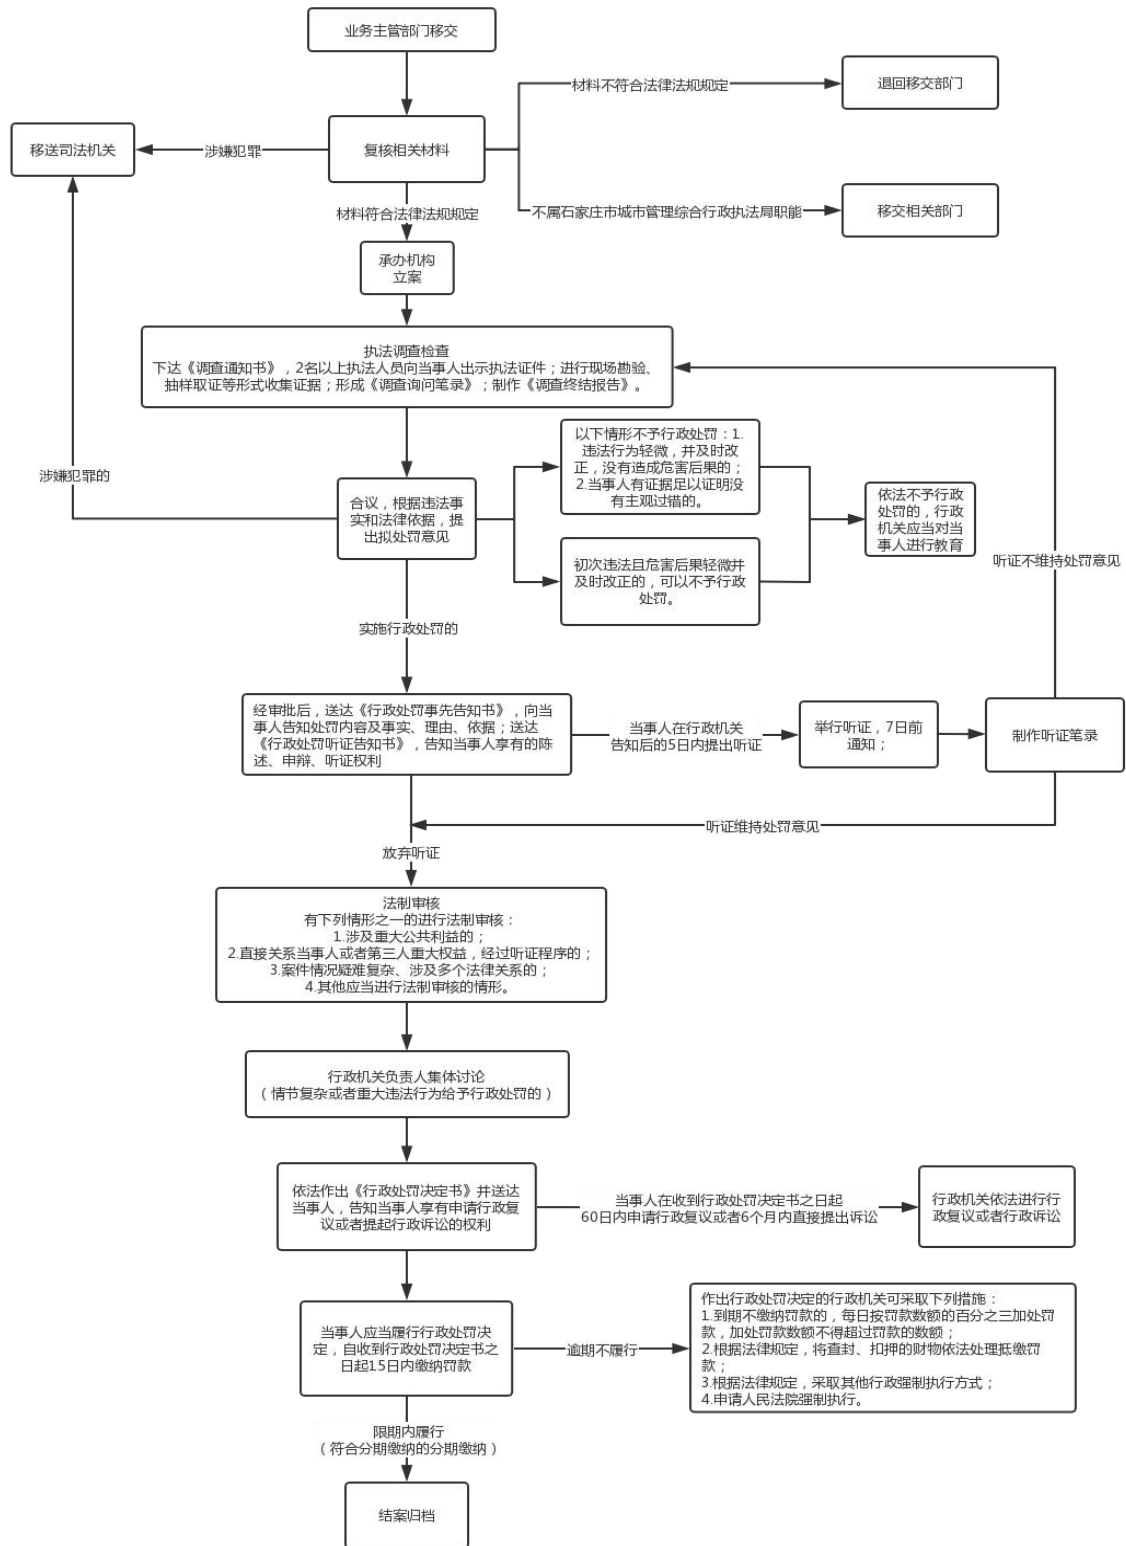 业务主管部门移交
材料不符合法律法规规定
退回移交部门
移送司法机关
涉嫌犯罪
复核相关材料
不属石家庄市城市管理综合行政执法局职能
移交相关部门
材料符合法律法规规定
承办机构
立案
执法调查检查
下达《调查通知书》，2名以上执法人员向当事人出示执法证件；进行现场勘验、
抽样取证等形式收集证据；形成《调查询问笔录》；制作《调查终结报告》。
涉嫌犯罪的
合议，根据违法事
实和法律依据，提
出拟处罚意见
以下情形不予行政处罚：1.
违法行为轻微，并及时改
正，没有造成危害后果的；
2.当事人有证据足以证明没
有主观过错的。
初次违法且危害后果轻微并
及时改正的，可以不予行政
处罚。
依法不予行政
处罚的，行政
机关应当对当
事人进行教育
听证不维持处罚意见
实施行政处罚的
经审批后，送达《行政处罚事先告知书》，向当
事人告知处罚内容及事实、理由、依据；送达
《行政处罚听证告知书》，告知当事人享有的陈
述、申辩、听证权利
当事人在行政机关
告知后的5日内提出听证
举行听证，7日前
通知；
制作听证笔录
听证维持处罚意见
放弃听证
法制审核
有下列情形之一的进行法制审核：
1.涉及重大公共利益的；
2.直接关系当事人或者第三人重大权益，经过听证程序的；
3.案件情况疑难复杂、涉及多个法律关系的；
4.其他应当进行法制审核的情形。
行政机关负责人集体讨论
（情节复杂或者重大违法行为给予行政处罚的）
依法作出《行政处罚决定书》并送达
当事人，告知当事人享有申请行政复
议或者提起行政诉讼的权利
当事人在收到行政处罚决定书之日起
60日内申请行政复议或者6个月内直接提出诉讼
行政机关依法进行行
政复议或者行政诉讼
当事人应当履行行政处罚决
定，自收到行政处罚决定书之
日起15日内缴纳罚款
逾期不履行
作出行政处罚决定的行政机关可采取下列措施：
1.到期不缴纳罚款的，每日按罚款数额的百分之三加处罚
款，加处罚款数额不得超过罚款的数额；
2.根据法律规定，将查封、扣押的财物依法处理抵缴罚
款；
3.根据法律规定，采取其他行政强制执行方式；
4.申请人民法院强制执行。
限期内履行
（符合分期缴纳的分期缴纳）
结案归档